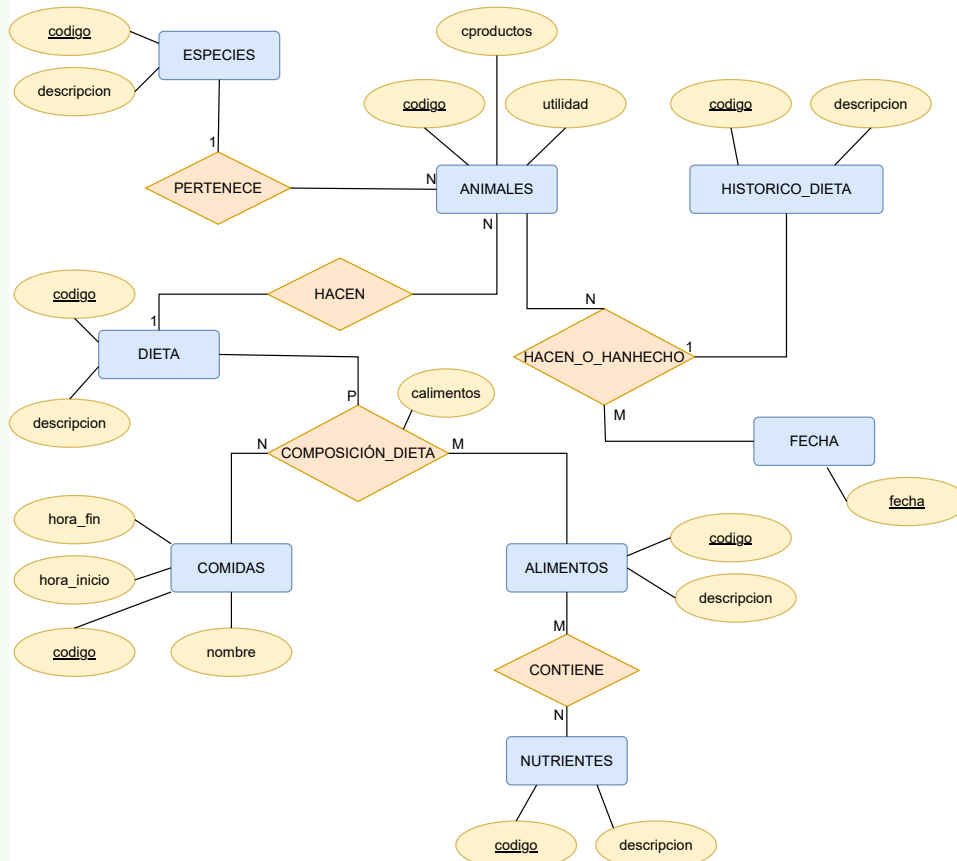 codigo
cproductos
ESPECIES
descripcion
codigo
utilidad
codigo
descripcion
1
PERTENECE
N
ANIMALES
HISTORICO_DIETA
N
codigo
HACEN
N
1
DIETA
HACEN_O_HANHECHO
1
descripcion
P
calimentos
M
N
COMPOSICIÓN_DIETA
M
FECHA
fecha
hora_fin
codigo
hora_inicio
COMIDAS
ALIMENTOS
descripcion
codigo
nombre
M
CONTIENE
N
NUTRIENTES
codigo
descripcion